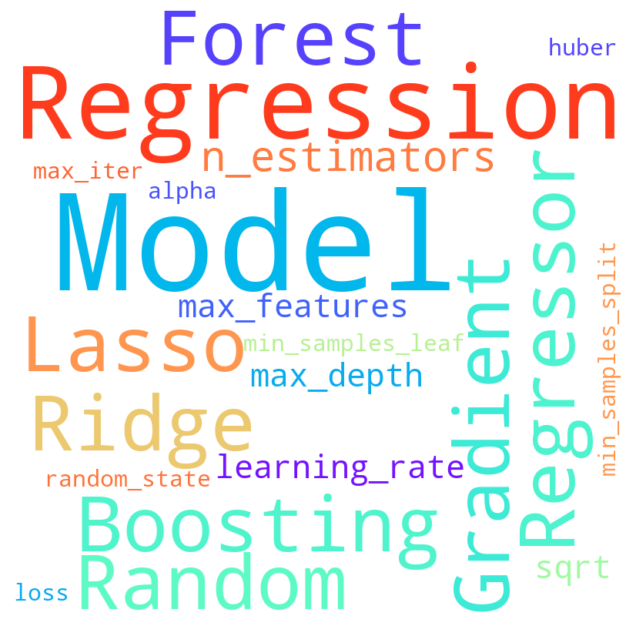 Forest
huber
Regression
n_estimators
max_iter
alpha
Model
Regressor
max_features
Lasso
min_samples_leaf
min_samples_split
Gradient
max_depth
Ridge
learning_rate
random_state
Boosting
sqrt
Random
loss